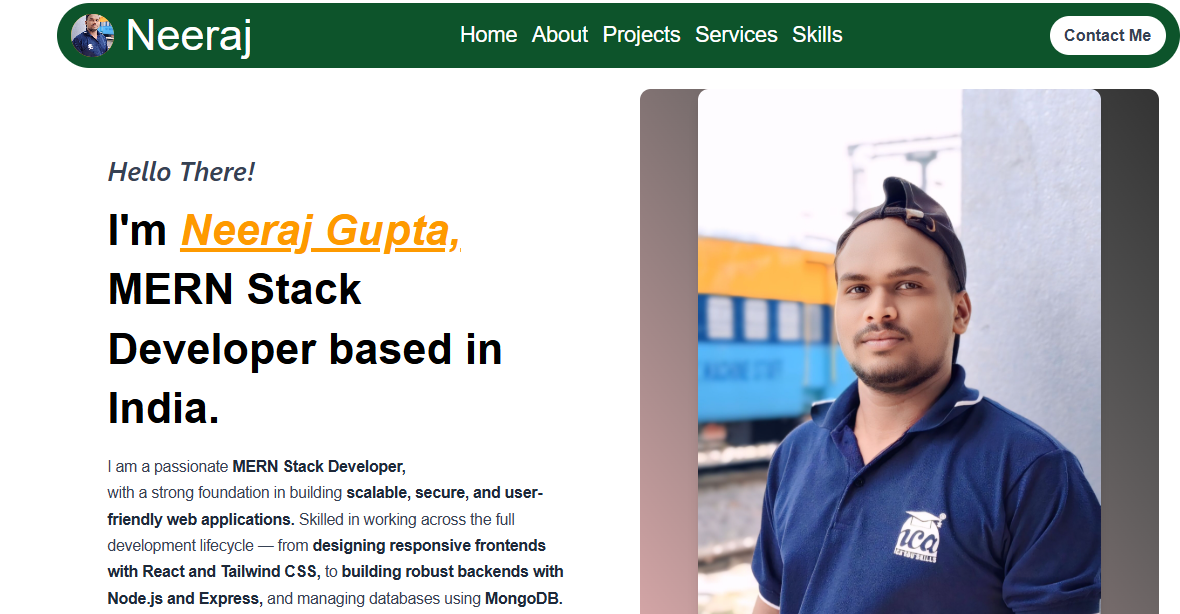 Neeraj
Home About Projects Services Skills
Contact Me
Hello There!
I'm Neeraj Gupta,
MERN Stack
Developer based in
India.
I am a passionate MERN Stack Developer,
with a strong foundation in building scalable, secure, and user-
friendly web applications. Skilled in working across the full
development lifecycle — from designing responsive frontends
with React and Tailwind CSS, to building robust backends with
Node.js and Express, and managing databases using MongoDB.
ica